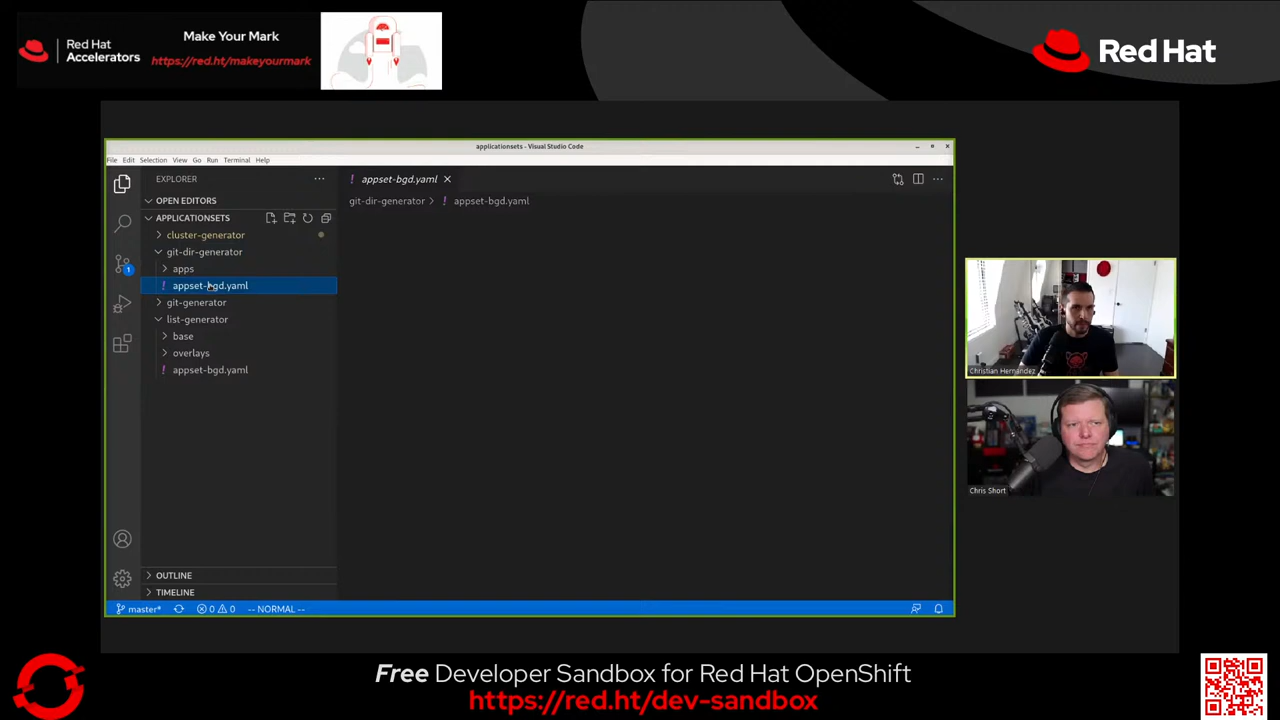 Red Hat
Accelerators
Make Your Mark
https://red.ht/makeyourmark
Red Hat
applicationsets - Visual Studio Code
File Edit Selection View Go Run Terminal Help
EXPLORER
OPEN EDITORS
APPLICATIONSETS
cluster-generator
git-dir-generator
apps
! appset-bgd.yaml
git-generator
list-generator
base
overlays
! appset-bgd.yaml
OUTLINE
TIMELINE
! appset-bgd.yaml
git-dir-generator > ! appset-bgd.yaml
1
master* 0 0 -- NORMAL --
Christian Hernandez
Chris Short
Free Developer Sandbox for Red Hat OpenShift
https://red.ht/dev-sandbox